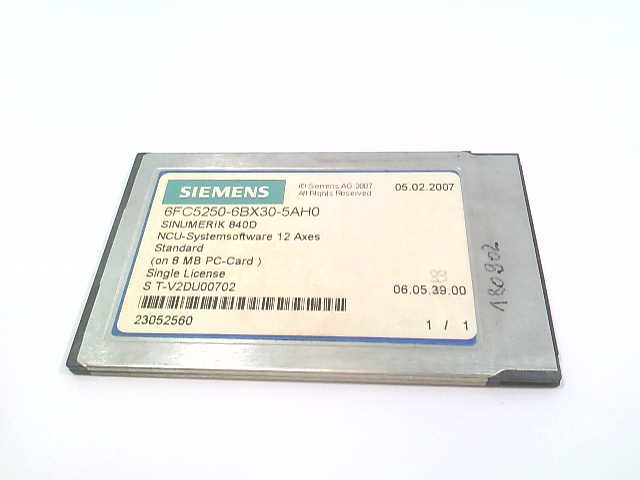 SIEMENS
© Siemens AG 2007
All Rights Reserved
05.02.2007
6FC5250-6BX30-5AH0
SINUMERIK 840D
NCU-Systemsoftware 12 Axes
Standard
(on 8 MB PC-Card )
Single License
S T-V2DU00702
06.05.39.00
23052560
1 / 1
180902